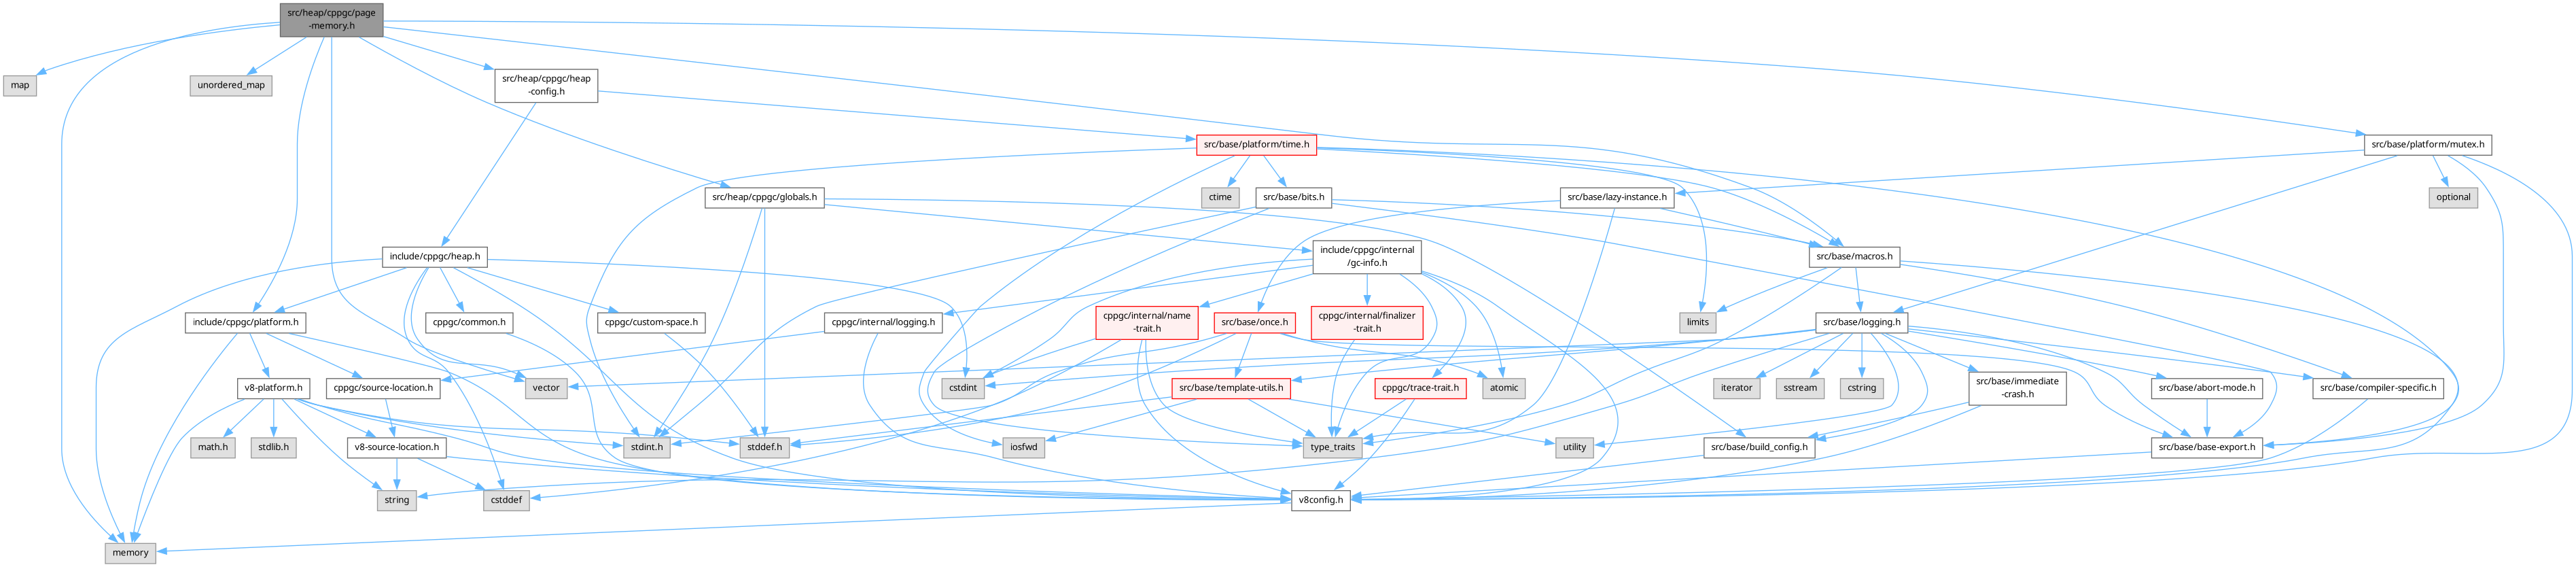 src/heap/cppgc/page
-memory.h
map
unordered_map
src/heap/cppgc/heap
-config.h
src/base/platform/time.h
src/base/platform/mutex.h
src/heap/cppgc/globals.h
ctime
src/base/bits.h
src/base/lazy-instance.h
optional
include/cppgc/heap.h
include/cppgc/internal
/gc-info.h
src/base/macros.h
include/cppgc/platform.h
cppgc/common.h
cppgc/custom-space.h
cppgc/internal/logging.h
cppgc/internal/name
-trait.h
src/base/once.h
cppgc/internal/finalizer
-trait.h
limits
src/base/logging.h
v8-platform.h
cppgc/source-location.h
vector
cstdint
src/base/template-utils.h
cppgc/trace-trait.h
atomic
iterator
sstream
cstring
src/base/immediate
-crash.h
src/base/abort-mode.h
src/base/compiler-specific.h
math.h
stdlib.h
v8-source-location.h
stdint.h
stddef.h
iosfwd
type_traits
utility
src/base/build_config.h
src/base/base-export.h
string
cstddef
v8config.h
memory